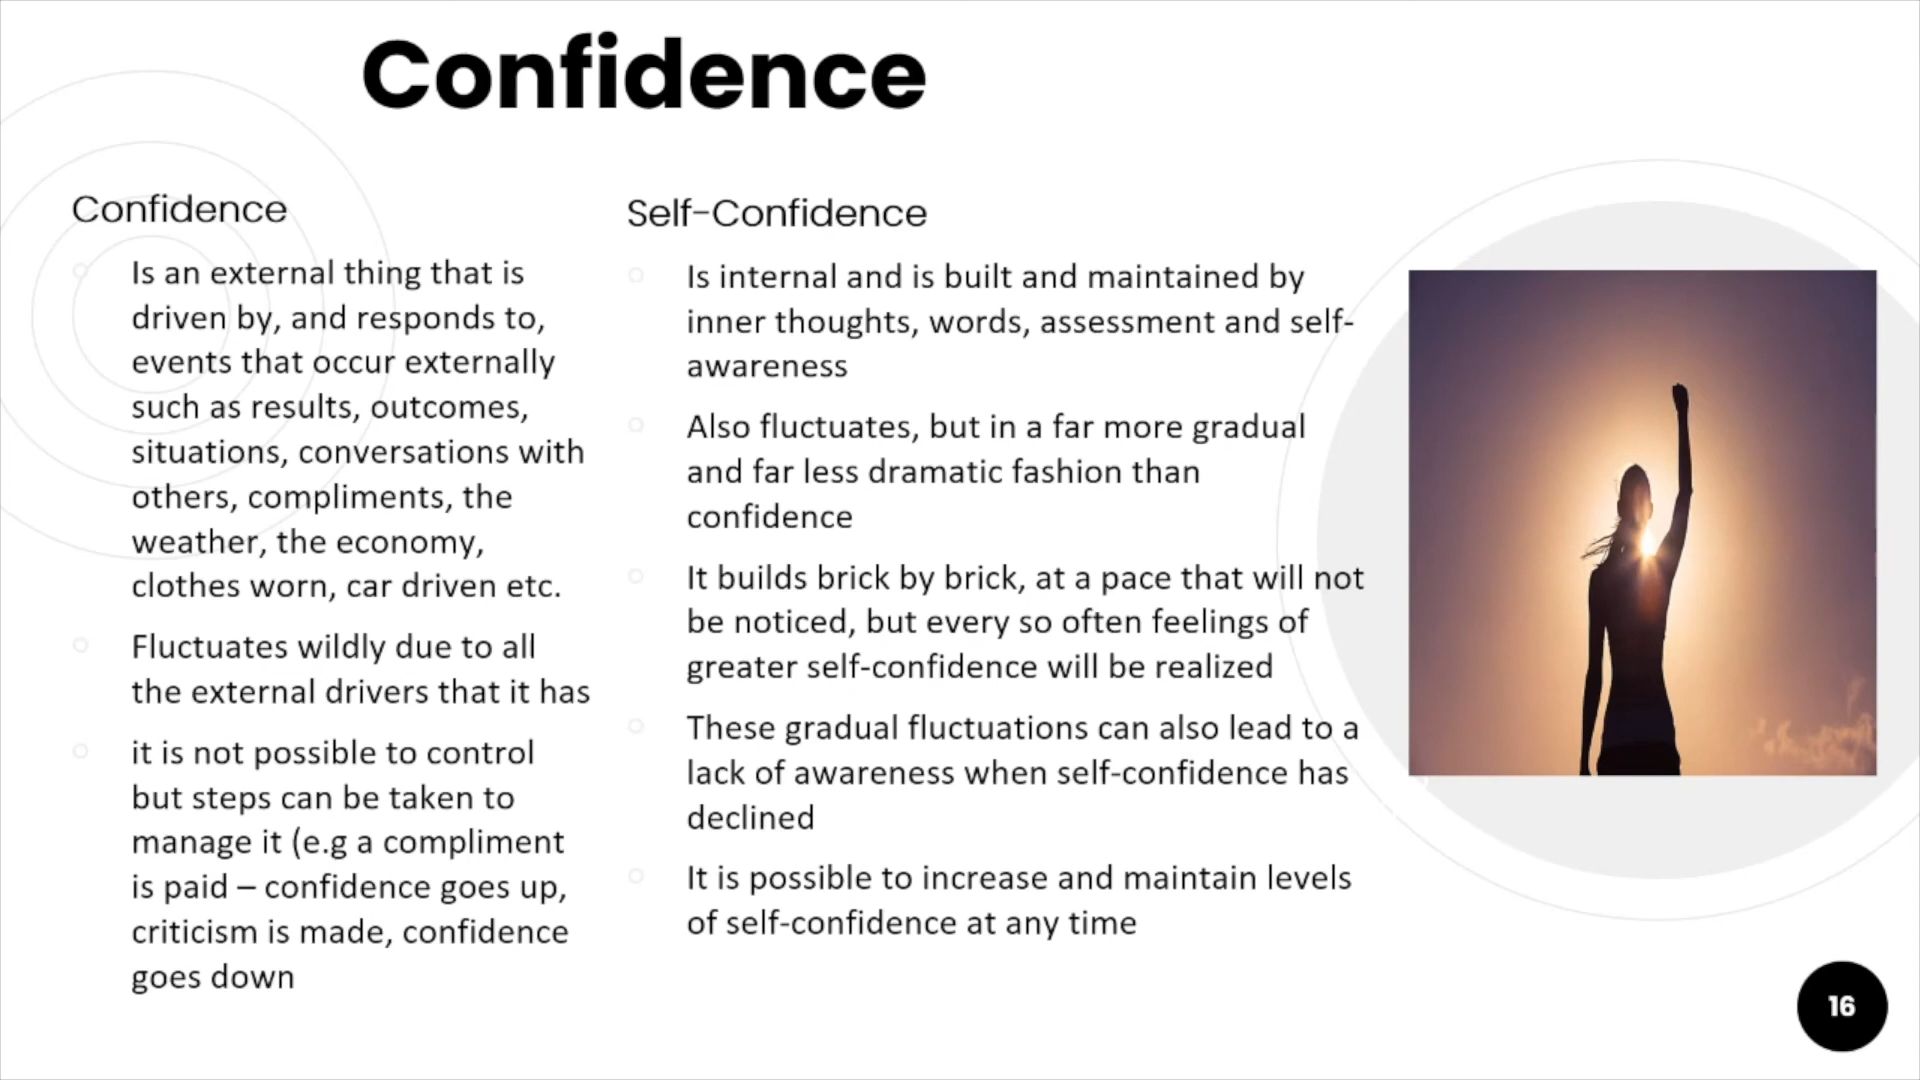 Confidence
Confidence
Is an external thing that is
driven by, and responds to,
events that occur externally
such as results, outcomes,
situations, conversations with
others, compliments, the
weather, the economy,
clothes worn, car driven etc.
Fluctuates wildly due to all
the external drivers that it has
it is not possible to control
but steps can be taken to
manage it (e.g a compliment
is paid – confidence goes up,
criticism is made, confidence
goes down
Self-Confidence
Is internal and is built and maintained by
inner thoughts, words, assessment and self-
awareness
Also fluctuates, but in a far more gradual
and far less dramatic fashion than
confidence
It builds brick by brick, at a pace that will not
be noticed, but every so often feelings of
greater self-confidence will be realized
These gradual fluctuations can also lead to a
lack of awareness when self-confidence has
declined
It is possible to increase and maintain levels
of self-confidence at any time
16